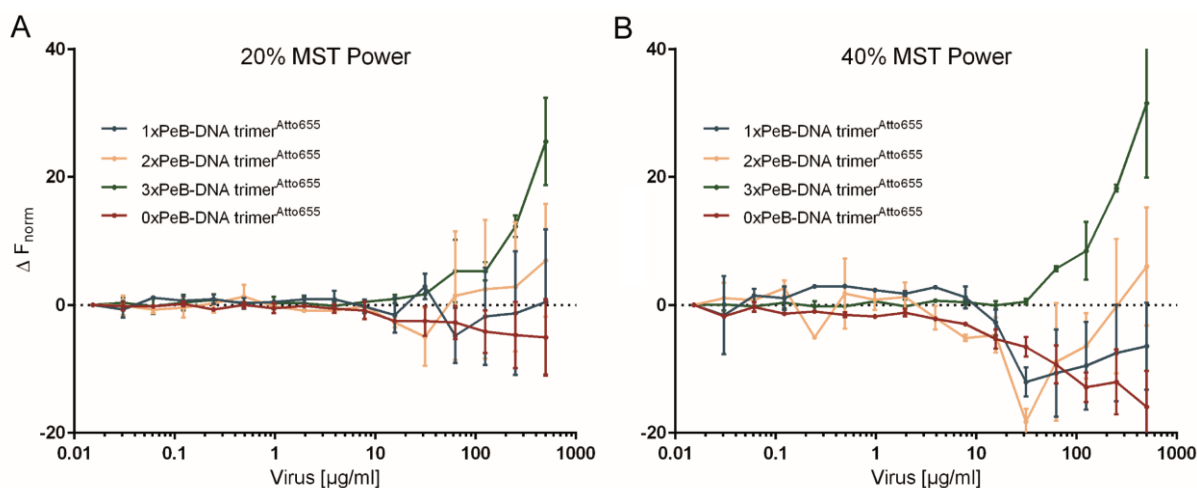 A
20% MST Power
40
20
0
-20
Δ Fnorm
1xPeB-DNA trimerAtto655
2xPeB-DNA trimerAtto655
3xPeB-DNA trimerAtto655
0xPeB-DNA trimerAtto655
0.01 0.1 1 10 100 1000
Virus [µg/ml]
B
40% MST Power
40
20
0
-20
1xPeB-DNA trimerAtto655
2xPeB-DNA trimerAtto655
3xPeB-DNA trimerAtto655
0xPeB-DNA trimerAtto655
0.01 0.1 1 10 100 1000
Virus [µg/ml]